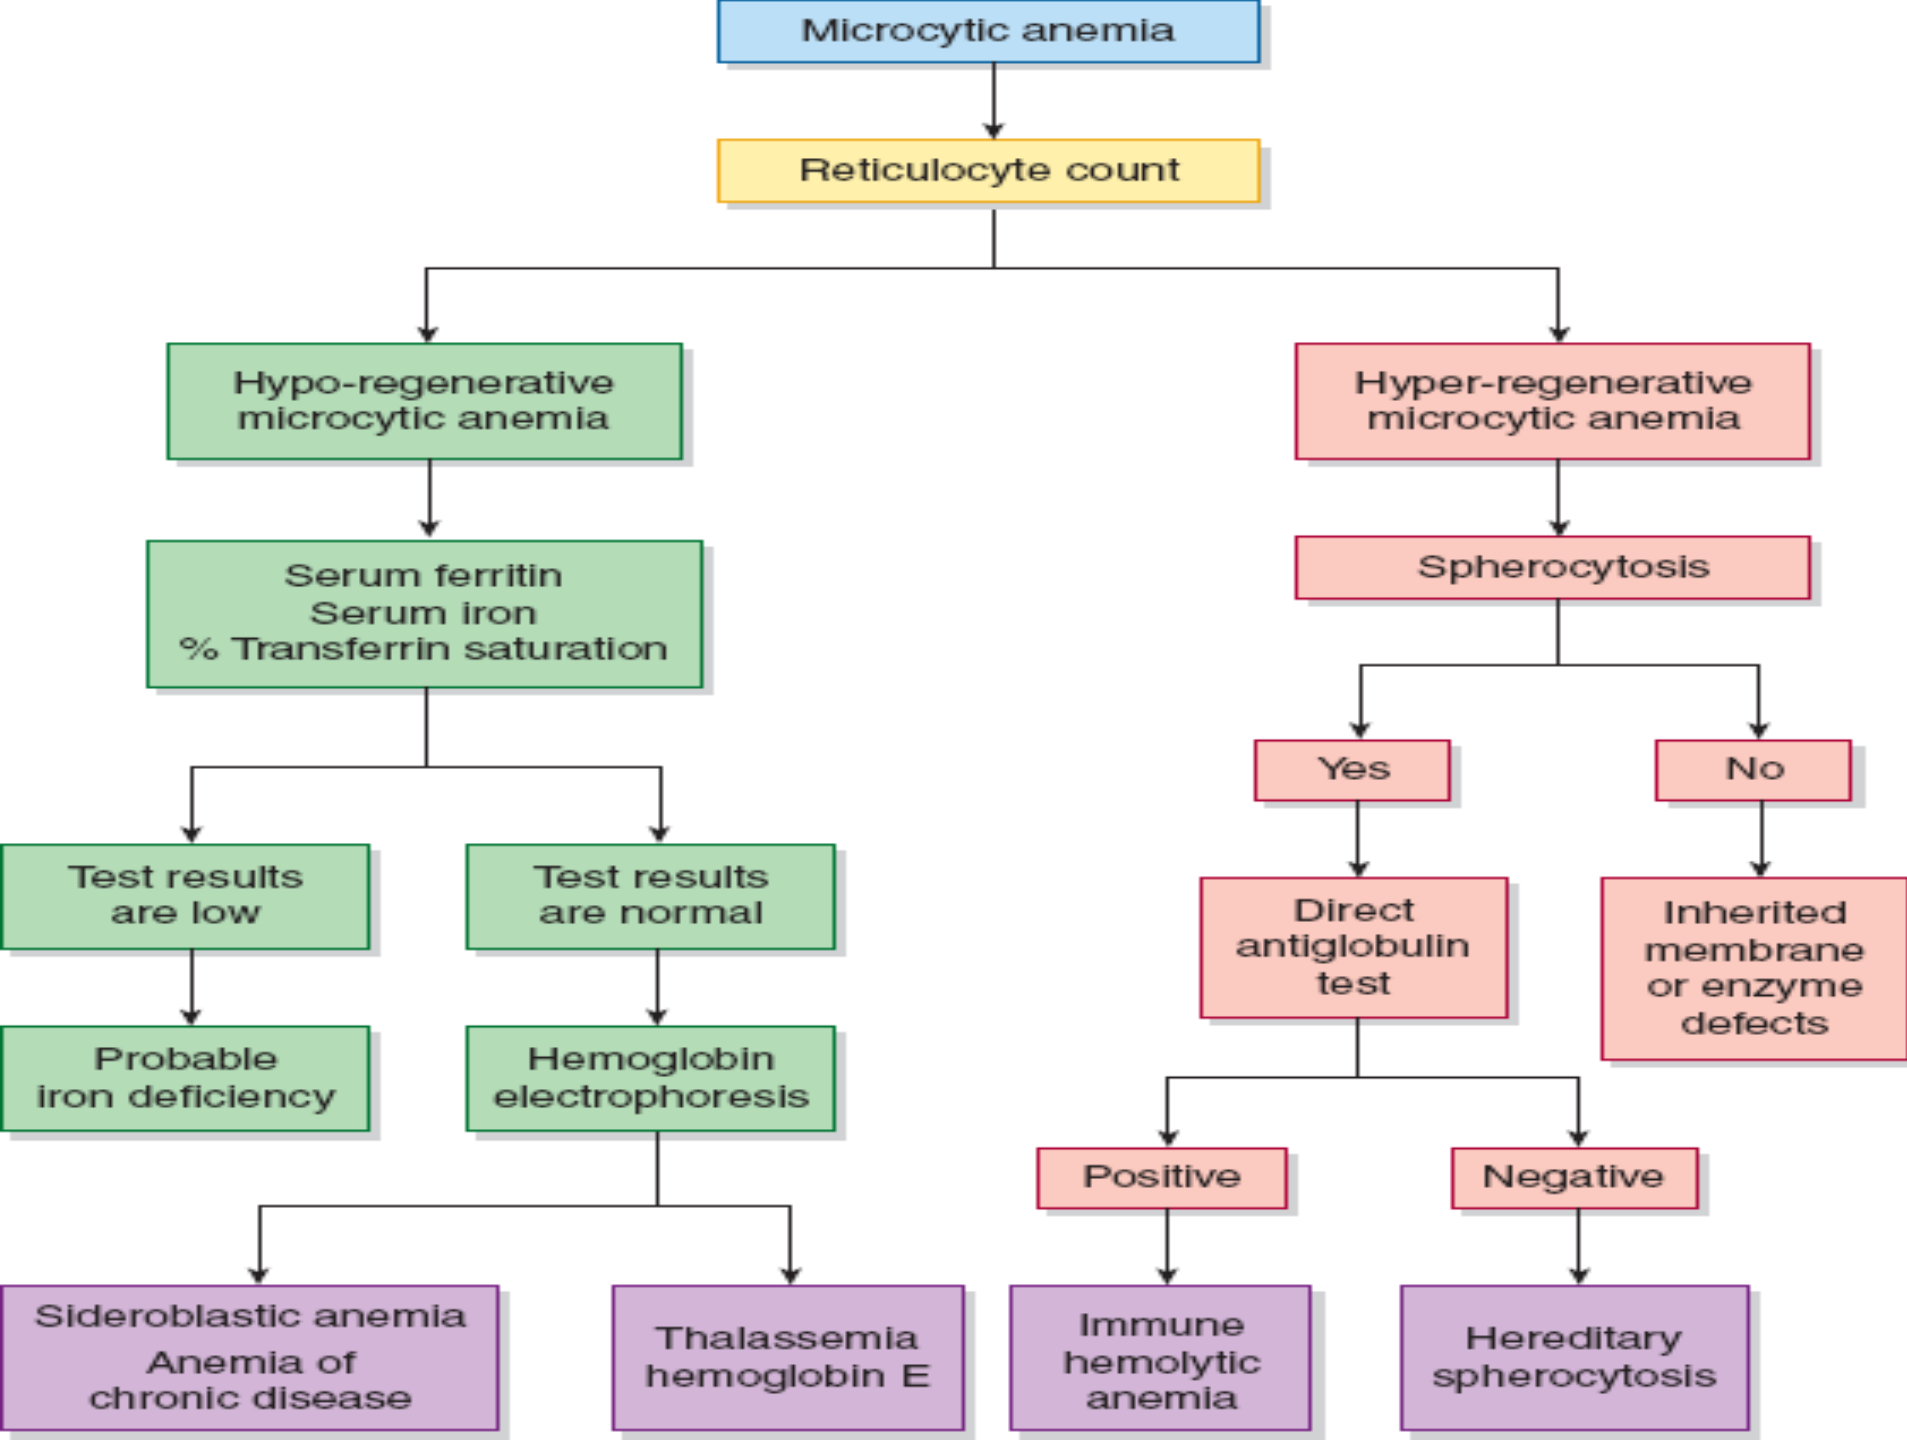 Microcytic anemia
Reticulocyte count
Hypo-regenerative
microcytic anemia
Hyper-regenerative
microcytic anemia
Serum ferritin
Serum iron
% Transferrin saturation
Spherocytosis
Yes
No
Test results
are low
Test results
are normal
Direct
antiglobulin
test
Inherited
membrane
or enzyme
defects
Probable
iron deficiency
Hemoglobin
electrophoresis
Positive
Negative
Sideroblastic anemia
Anemia of
chronic disease
Thalassemia
hemoglobin E
Immune
hemolytic
anemia
Hereditary
spherocytosis